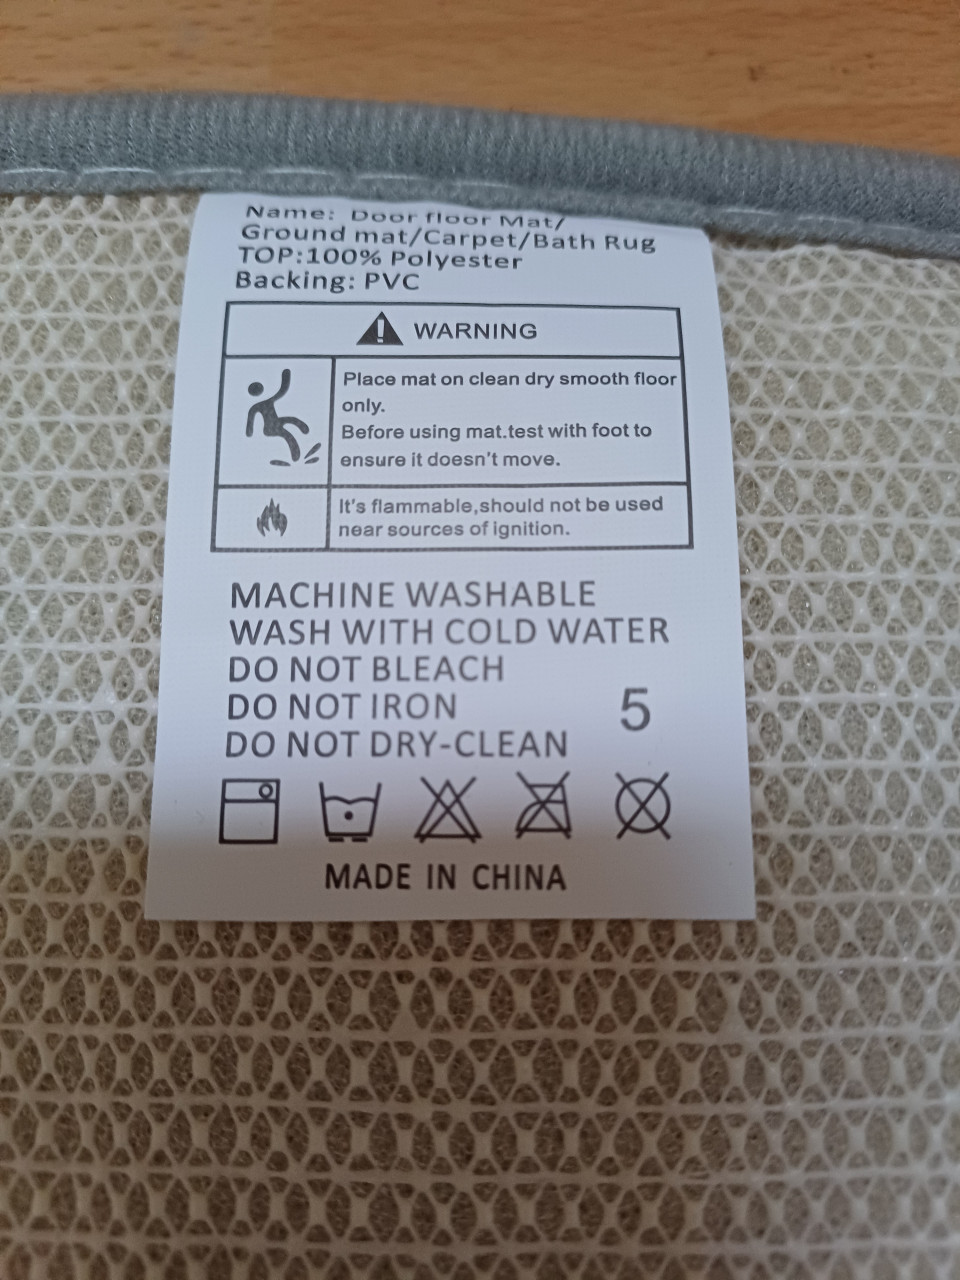 Name: Door floor Mat/
Ground mat/Carpet/Bath Rug
TOP:100% Polyester
Backing: PVC
WARNING
Place mat on clean dry smooth floor
only.
Before using mat.test with foot to
ensure it doesn't move.
It's flammable,should not be used
near sources of ignition.
MACHINE WASHABLE
WASH WITH COLD WATER
DO NOT BLEACH
DO NOT IRON
5
DO NOT DRY-CLEAN
MADE IN CHINA